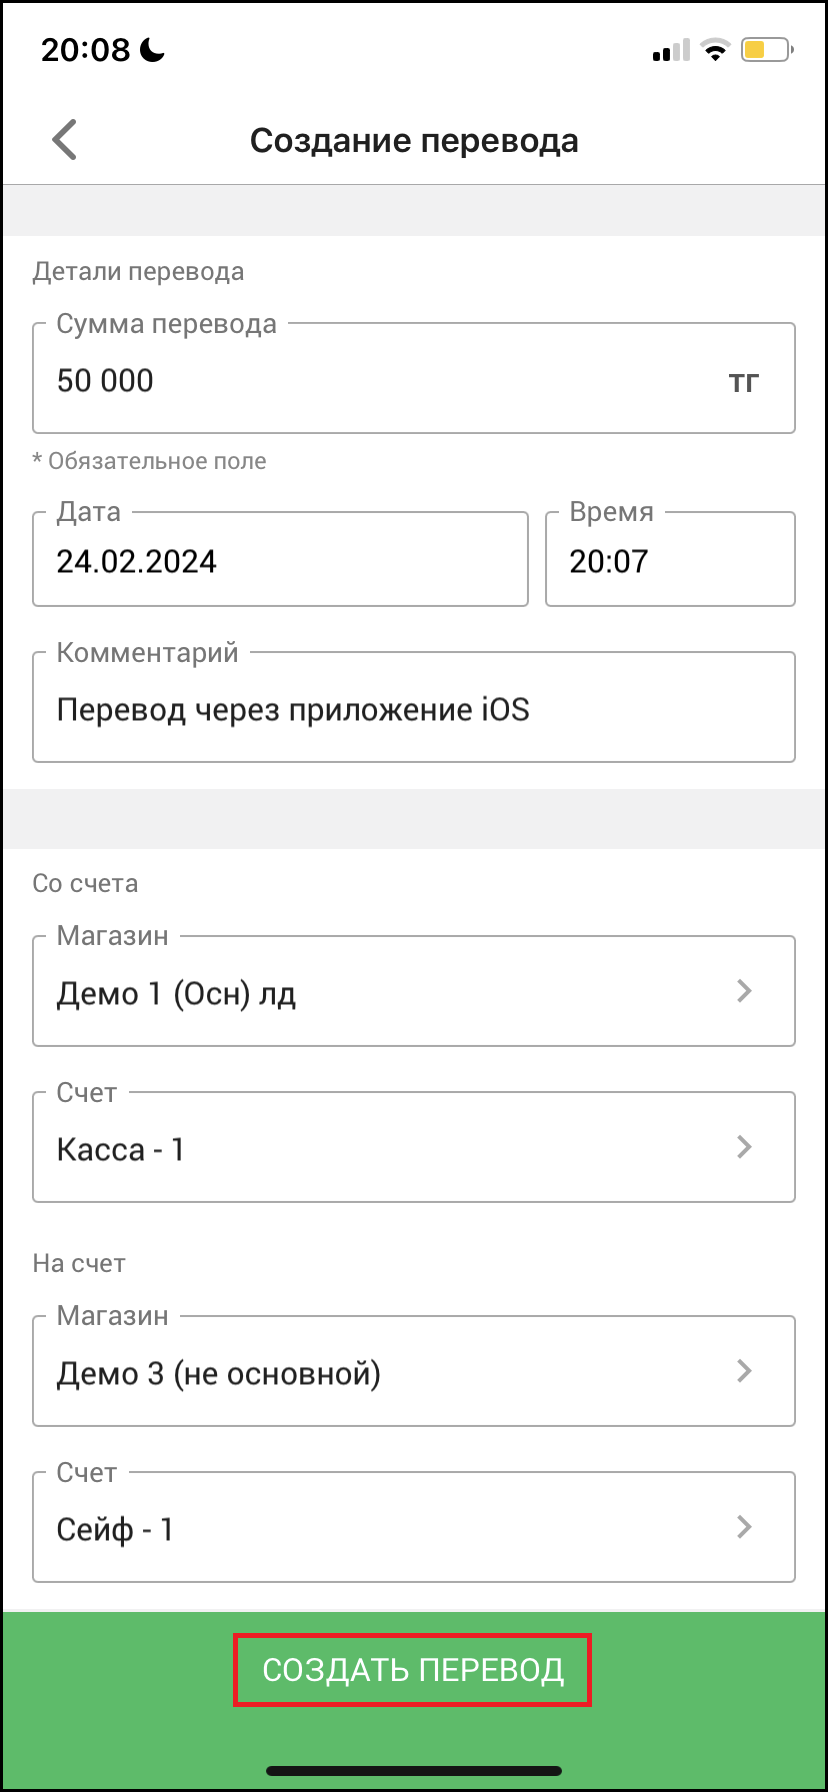 20:08
Создание перевода
Детали перевода
Сумма перевода
50 000 тг
* Обязательное поле
Дата Время
24.02.2024 20:07
Комментарий
Перевод через приложение iOS
Со счета
Магазин
Демо 1 (Осн) лд
Счет
Касса - 1
На счет
Магазин
Демо 3 (не основной)
Счет
Сейф - 1
СОЗДАТЬ ПЕРЕВОД